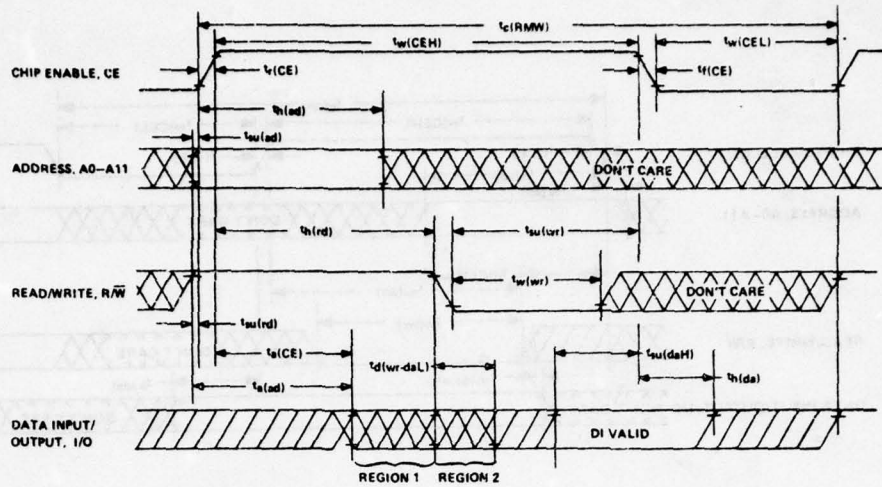 tc(RMW)
tw(CEH)
tw(CEL)
CHIP ENABLE, CE
tr(CE)
tf(CE)
th(ad)
tsu(ad)
ADDRESS, A0–A11
DON'T CARE
th(rd)
tsu(wr)
tw(wr)
READ/WRITE, R/W̅
DON'T CARE
tsu(rd)
ta(CE)
td(wr-daL)
tsu(daH)
ta(ad)
th(da)
DATA INPUT/
OUTPUT, I/O
DI VALID
REGION 1
REGION 2